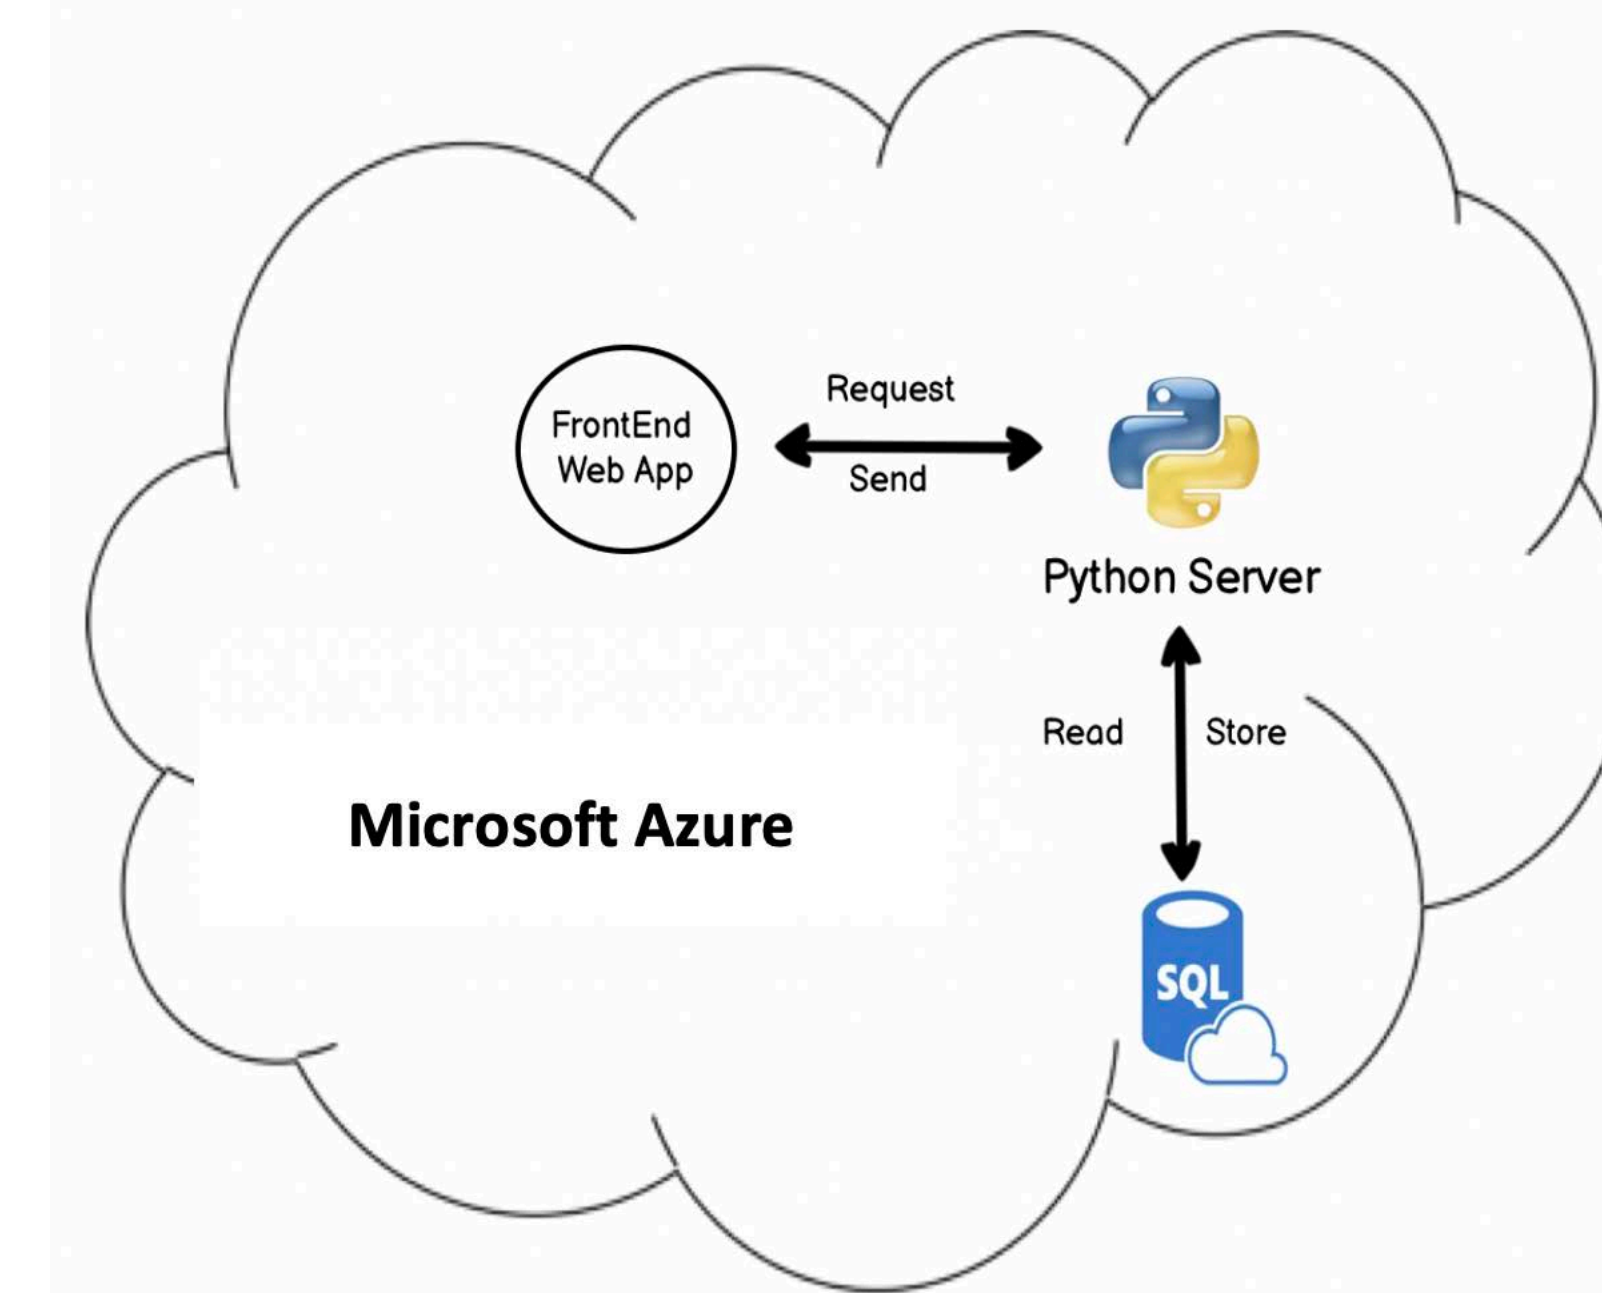 Request
FrontEnd
Web App
Send
Python Server
Read
Store
Microsoft Azure
SQL